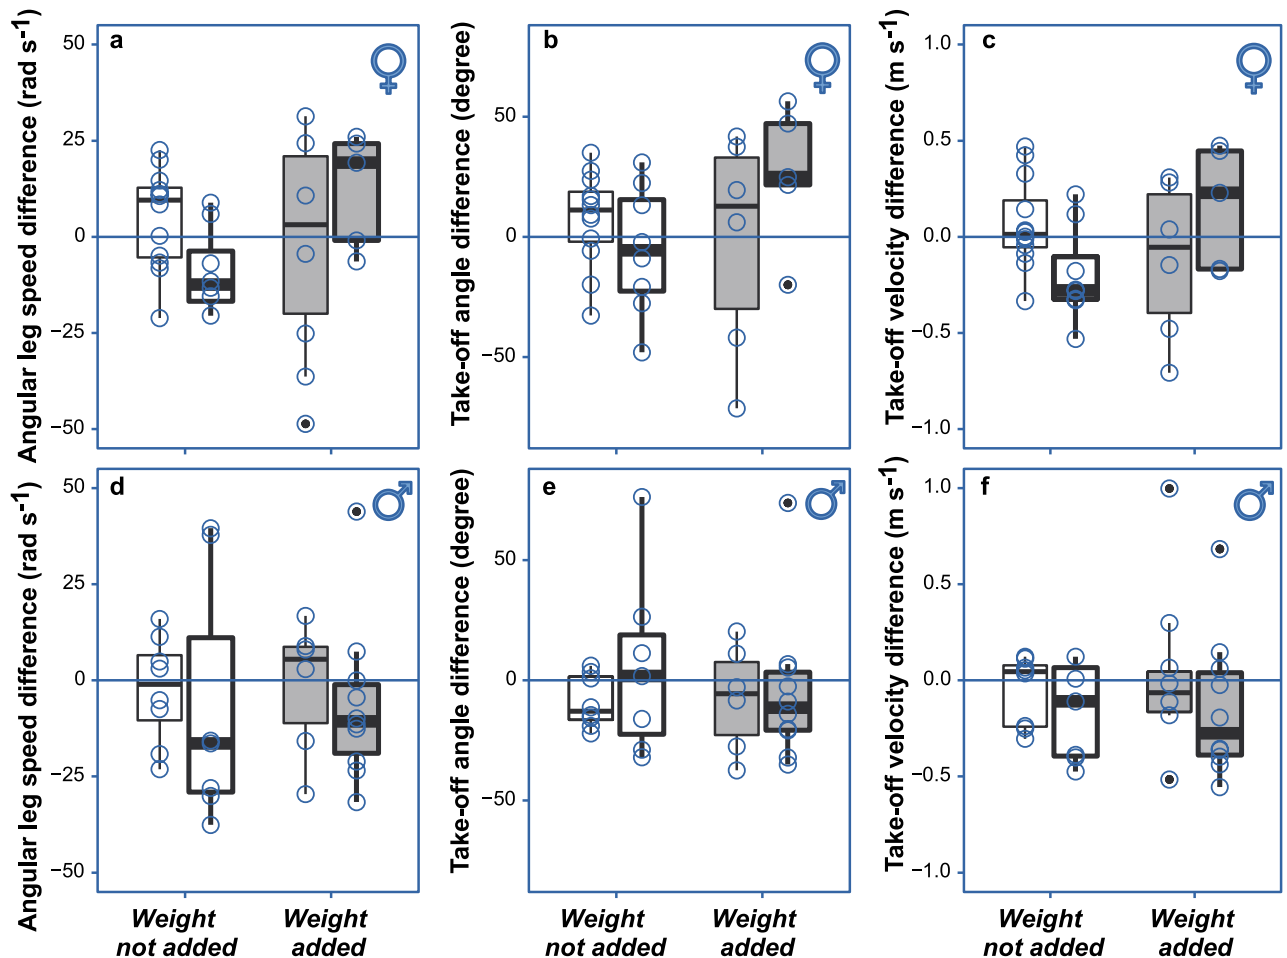 Angular leg speed difference (rad s-1)
50
25
0
−25
−50
a
Take-off angle difference (degree)
50
0
−50
b
Take-off velocity difference (m s-1)
1.0
0.5
0.0
−0.5
−1.0
c
Angular leg speed difference (rad s-1)
50
25
0
−25
−50
d
Take-off angle difference (degree)
50
0
−50
e
Take-off velocity difference (m s-1)
1.0
0.5
0.0
−0.5
−1.0
f
Weight
not added
Weight
added
Weight
not added
Weight
added
Weight
not added
Weight
added